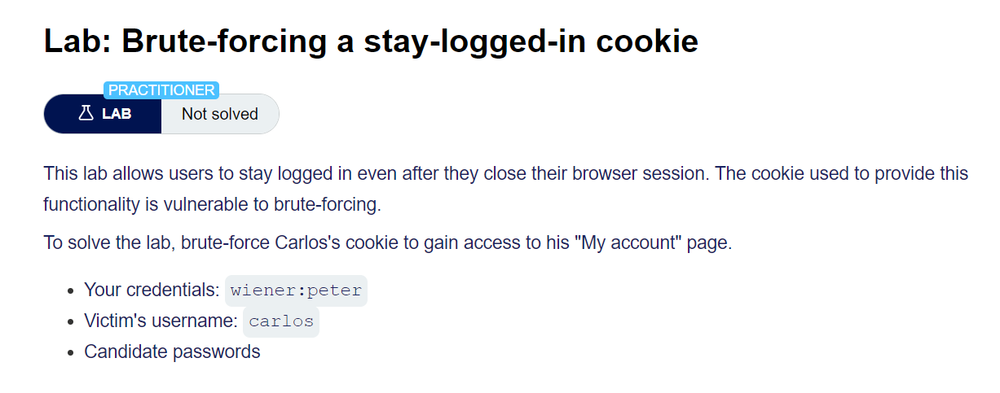 Lab: Brute-forcing a stay-logged-in cookie
PRACTITIONER
LAB Not solved
This lab allows users to stay logged in even after they close their browser session. The cookie used to provide this
functionality is vulnerable to brute-forcing.
To solve the lab, brute-force Carlos's cookie to gain access to his "My account" page.
• Your credentials: wiener:peter
• Victim's username: carlos
• Candidate passwords